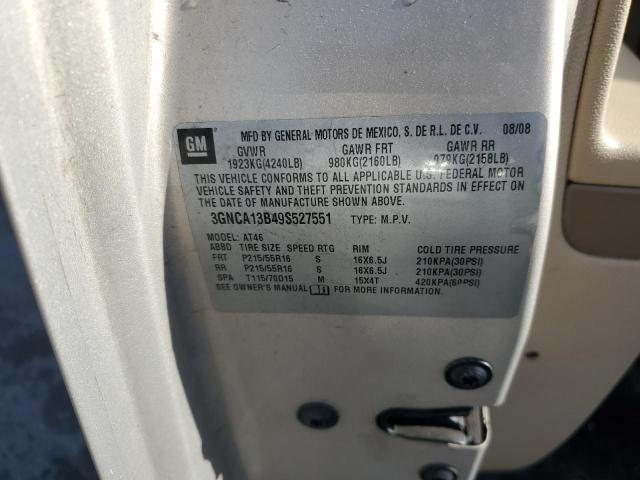 GM
MFD BY GENERAL MOTORS DE MEXICO, S. DE R.L. DE C.V. 08/08
GVWR GAWR FRT GAWR RR
1923KG(4240LB) 980KG(2160LB) 979KG(2158LB)
THIS VEHICLE CONFORMS TO ALL APPLICABLE U.S. FEDERAL MOTOR
VEHICLE SAFETY AND THEFT PREVENTION STANDARDS IN EFFECT ON
THE DATE OF MANUFACTURE SHOWN ABOVE.
3GNCA13B49S527551 TYPE: M.P.V.
MODEL: AT46
ABBD TIRE SIZE SPEED RTG RIM COLD TIRE PRESSURE
FRT P215/55R16 S 16X6.5J 210KPA(30PSI)
RR P215/55R16 S 16X6.5J 210KPA(30PSI)
SPA T115/70D15 M 15X4T 420KPA(60PSI)
SEE OWNER'S MANUAL FOR MORE INFORMATION.